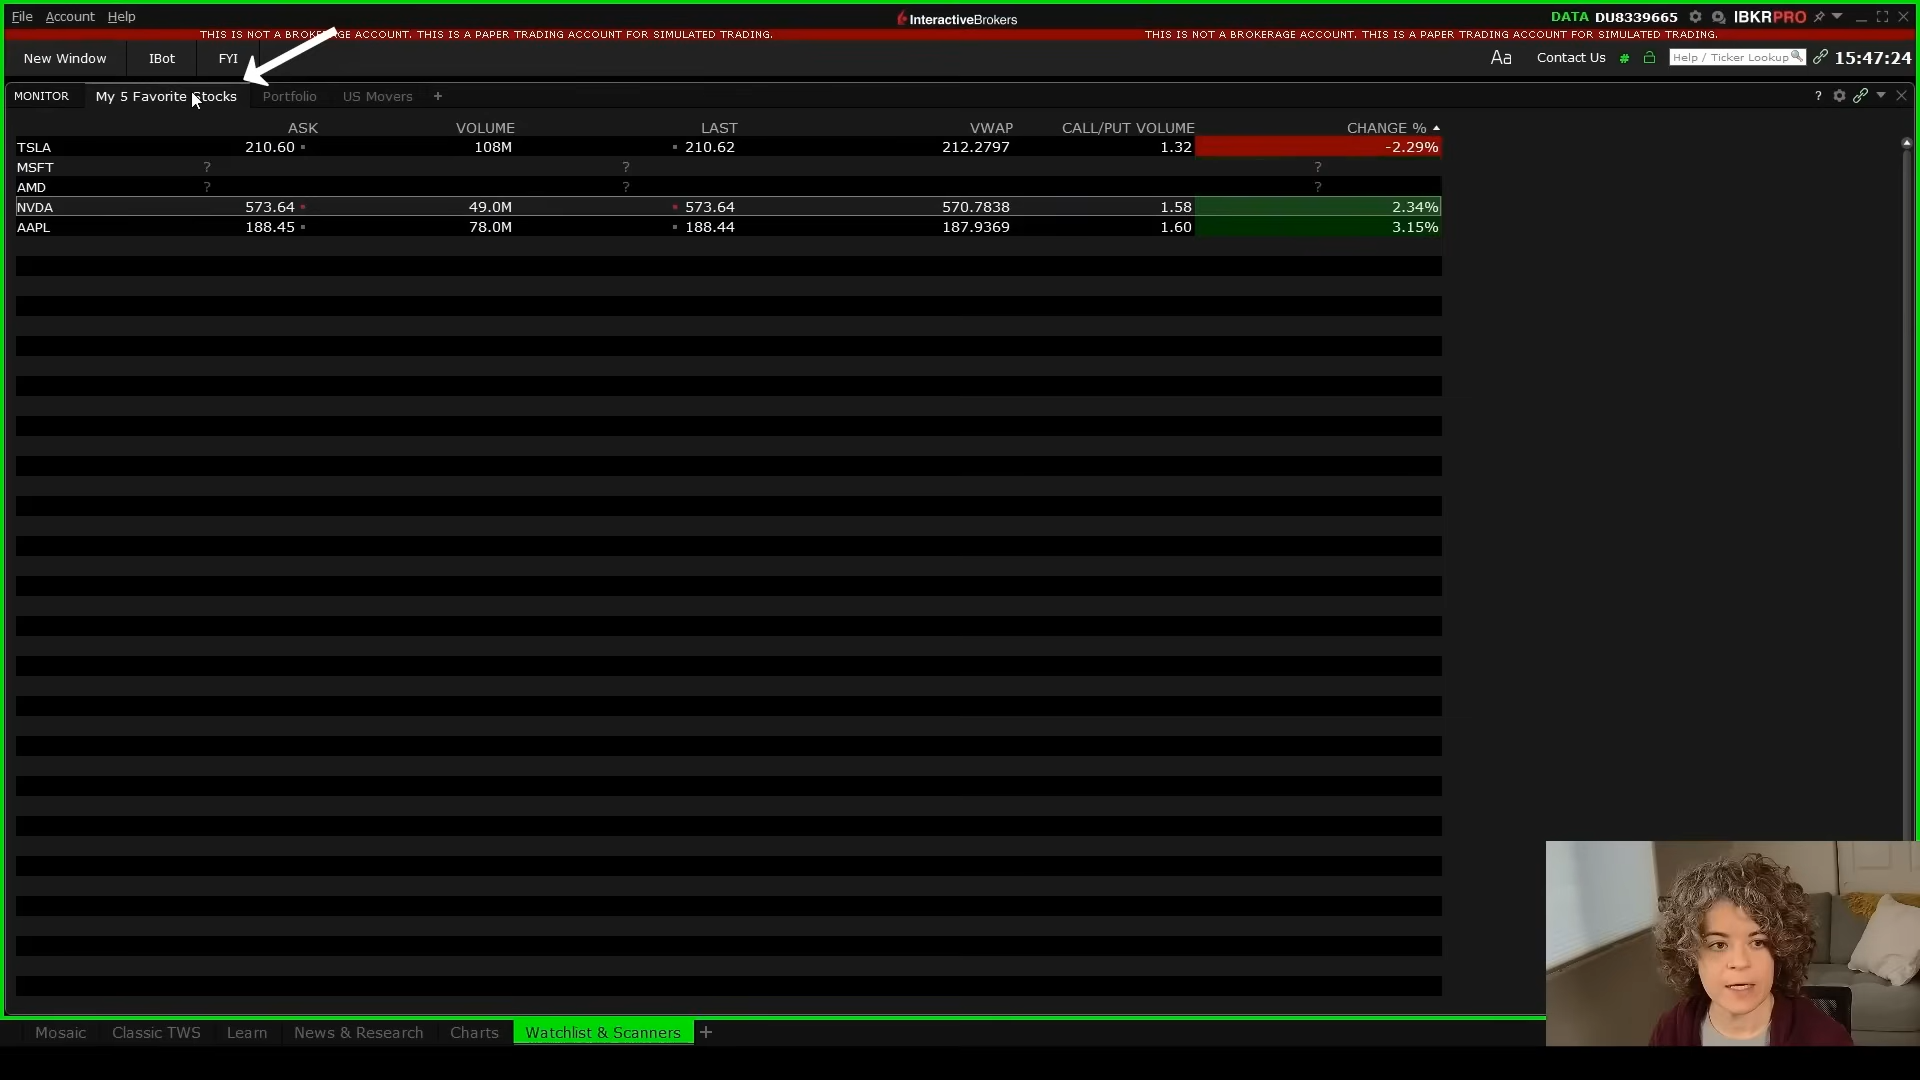 File Account Help
InteractiveBrokers
DATA DU8339665 IBKRPRO
THIS IS NOT A BROKERAGE ACCOUNT. THIS IS A PAPER TRADING ACCOUNT FOR SIMULATED TRADING.
THIS IS NOT A BROKERAGE ACCOUNT. THIS IS A PAPER TRADING ACCOUNT FOR SIMULATED TRADING.
New Window IBot FYI Aa Contact Us # Help / Ticker Lookup 15:47:24
MONITOR My 5 Favorite Stocks Portfolio US Movers + ?
ASK VOLUME LAST VWAP CALL/PUT VOLUME CHANGE %
TSLA 210.60 108M 210.62 212.2797 1.32 -2.29%
MSFT ? ? ?
AMD ? ? ?
NVDA 573.64 49.0M 573.64 570.7838 1.58 2.34%
AAPL 188.45 78.0M 188.44 187.9369 1.60 3.15%
Mosaic Classic TWS Learn News & Research Charts Watchlist & Scanners +